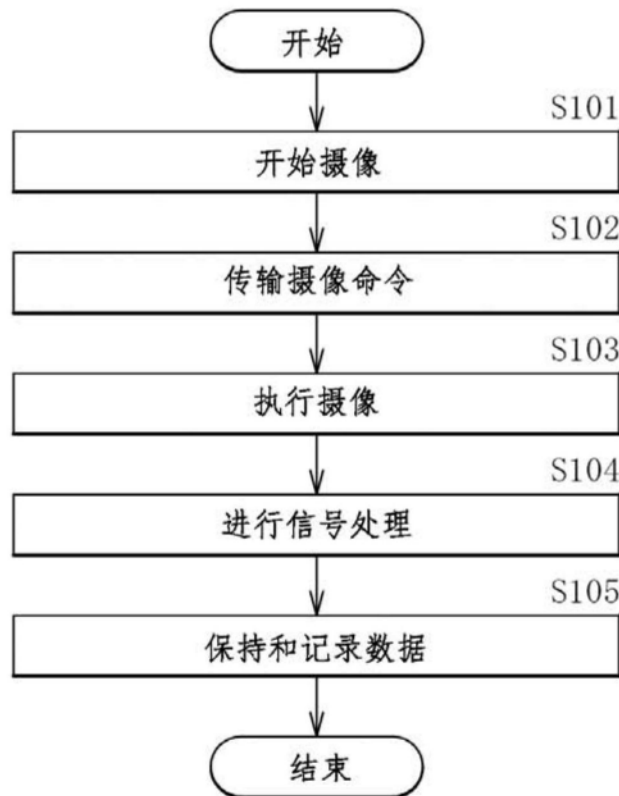 开始
S101
开始摄像
S102
传输摄像命令
S103
执行摄像
S104
进行信号处理
S105
保持和记录数据
结束